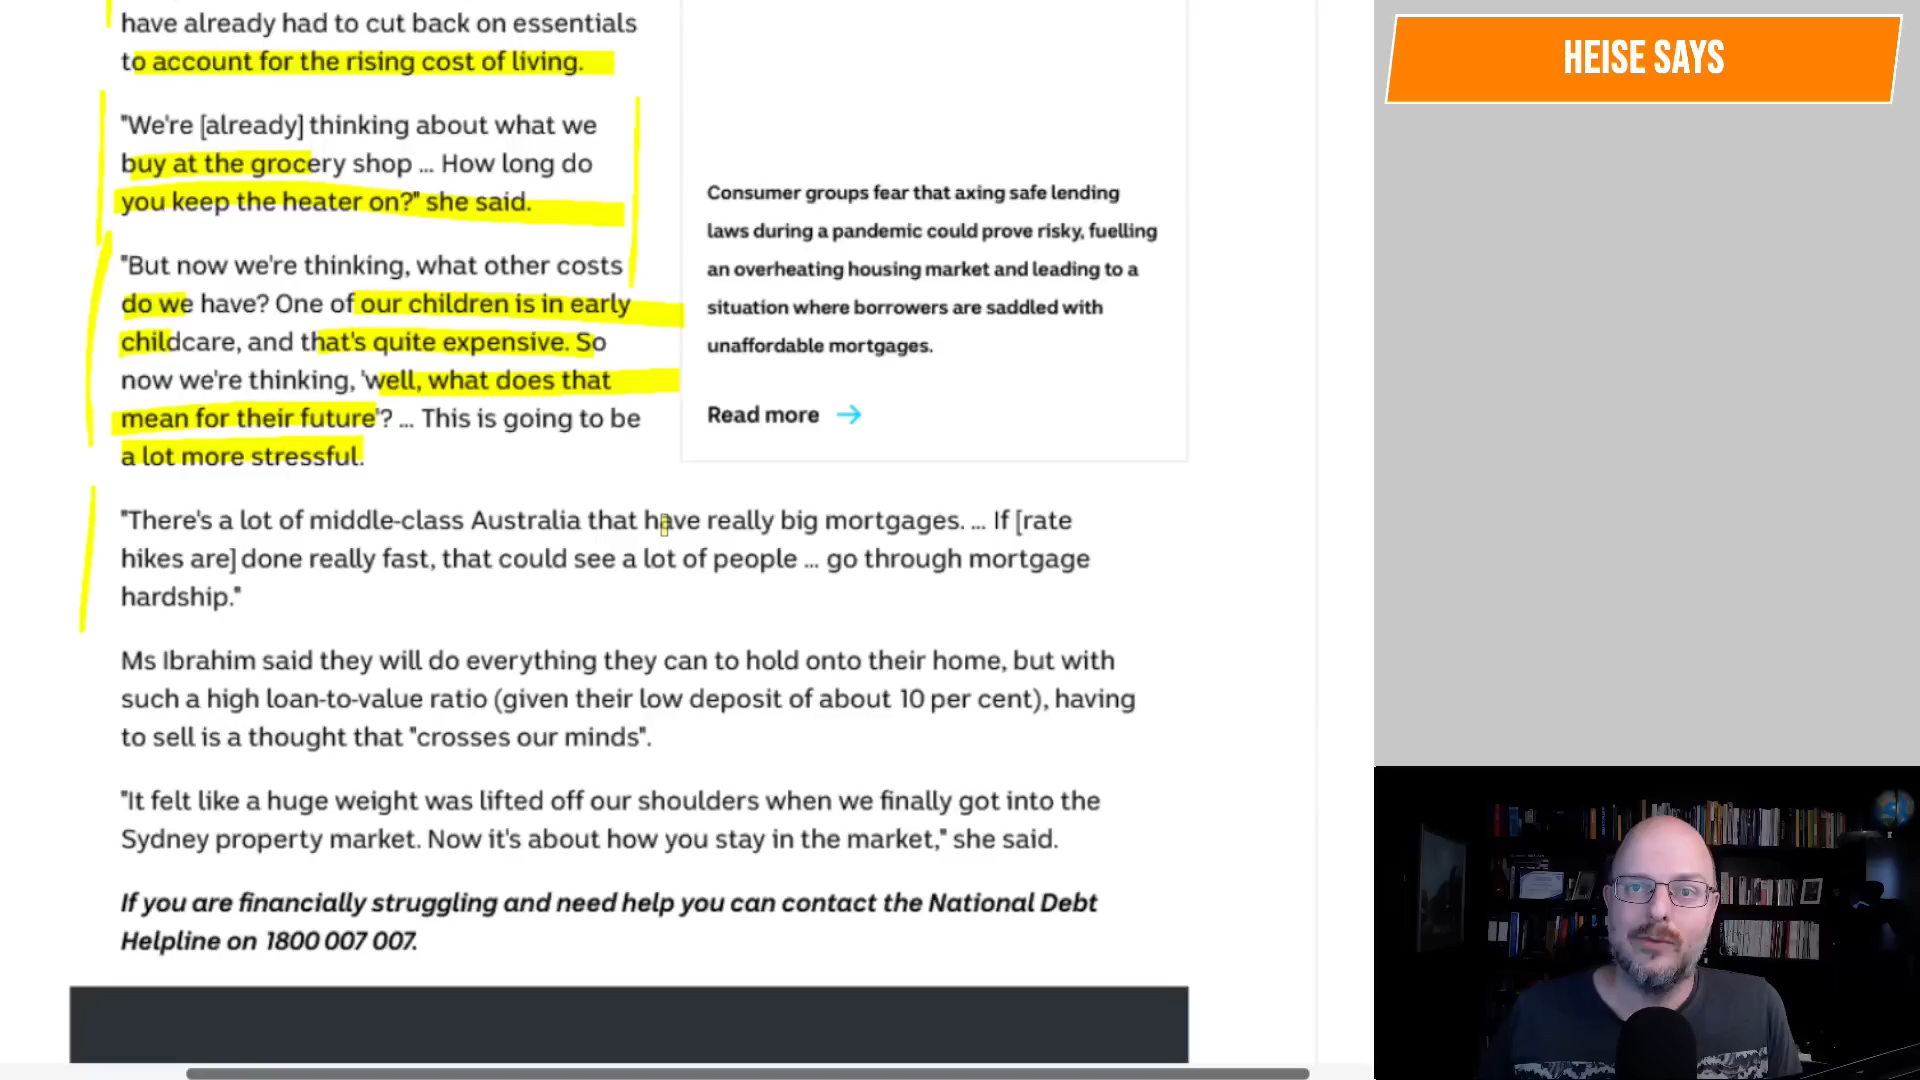 have already had to cut back on essentials
to account for the rising cost of living.
"We're [already] thinking about what we
buy at the grocery shop ... How long do
you keep the heater on?" she said.
"But now we're thinking, what other costs
do we have? One of our children is in early
childcare, and that's quite expensive. So
now we're thinking, 'well, what does that
mean for their future'? ... This is going to be
a lot more stressful.
Consumer groups fear that axing safe lending
laws during a pandemic could prove risky, fuelling
an overheating housing market and leading to a
situation where borrowers are saddled with
unaffordable mortgages.
Read more
"There's a lot of middle-class Australia that have really big mortgages. ... If [rate
hikes are] done really fast, that could see a lot of people ... go through mortgage
hardship."
Ms Ibrahim said they will do everything they can to hold onto their home, but with
such a high loan-to-value ratio (given their low deposit of about 10 per cent), having
to sell is a thought that "crosses our minds".
"It felt like a huge weight was lifted off our shoulders when we finally got into the
Sydney property market. Now it's about how you stay in the market," she said.
If you are financially struggling and need help you can contact the National Debt
Helpline on 1800 007 007.
HEISE SAYS